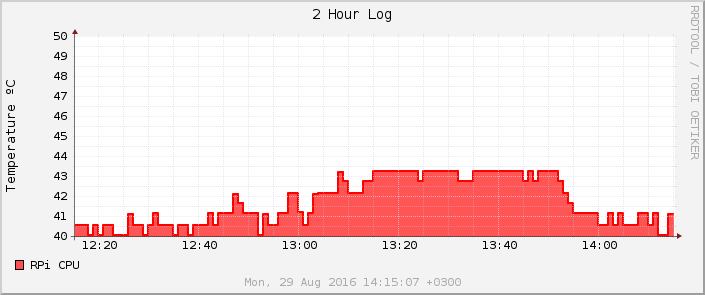 2 Hour Log
RRDTOOL / TOBI OETIKER
Temperature ºC
50
49
48
47
46
45
44
43
42
41
40
12:20 12:40 13:00 13:20 13:40 14:00
RPi CPU
Mon, 29 Aug 2016 14:15:07 +0300